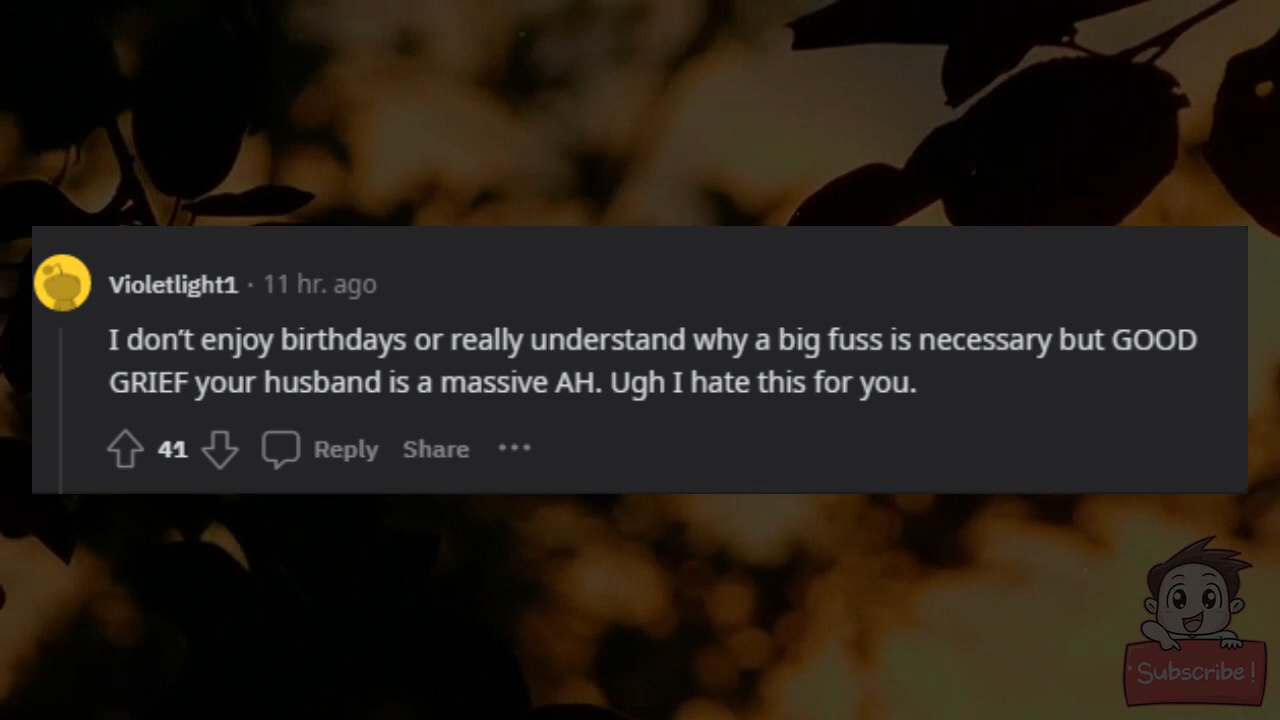 Violetlight1 · 11 hr. ago
I don’t enjoy birthdays or really understand why a big fuss is necessary but GOOD
GRIEF your husband is a massive AH. Ugh I hate this for you.
41 Reply Share ···
Subscribe!